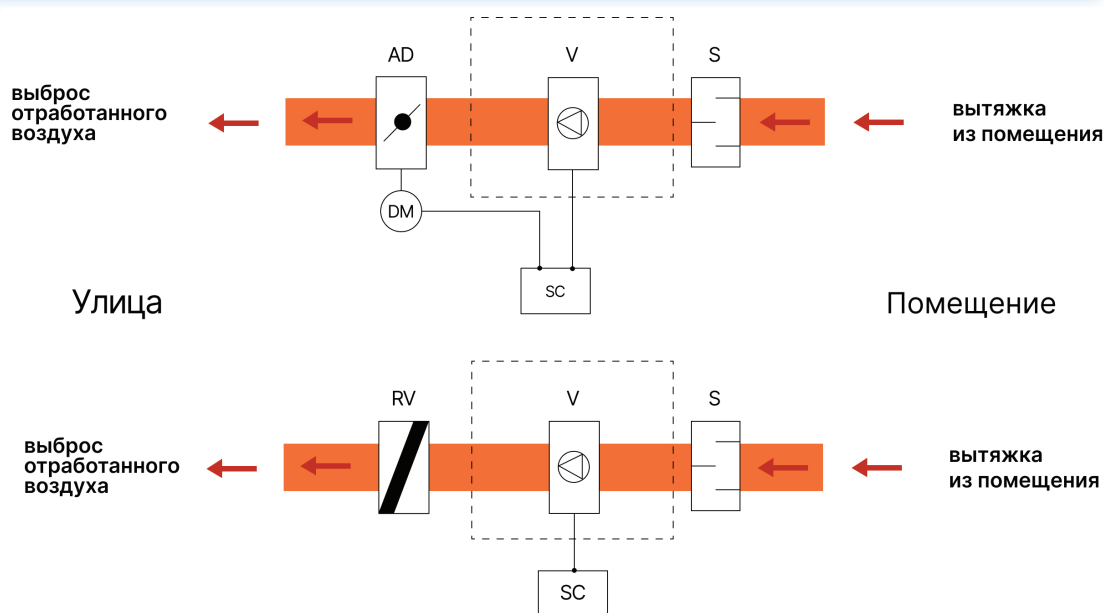 AD
V
S
выброс
отработанного
воздуха
вытяжка
из помещения
DM
SC
Улица
Помещение
RV
V
S
выброс
отработанного
воздуха
вытяжка
из помещения
SC